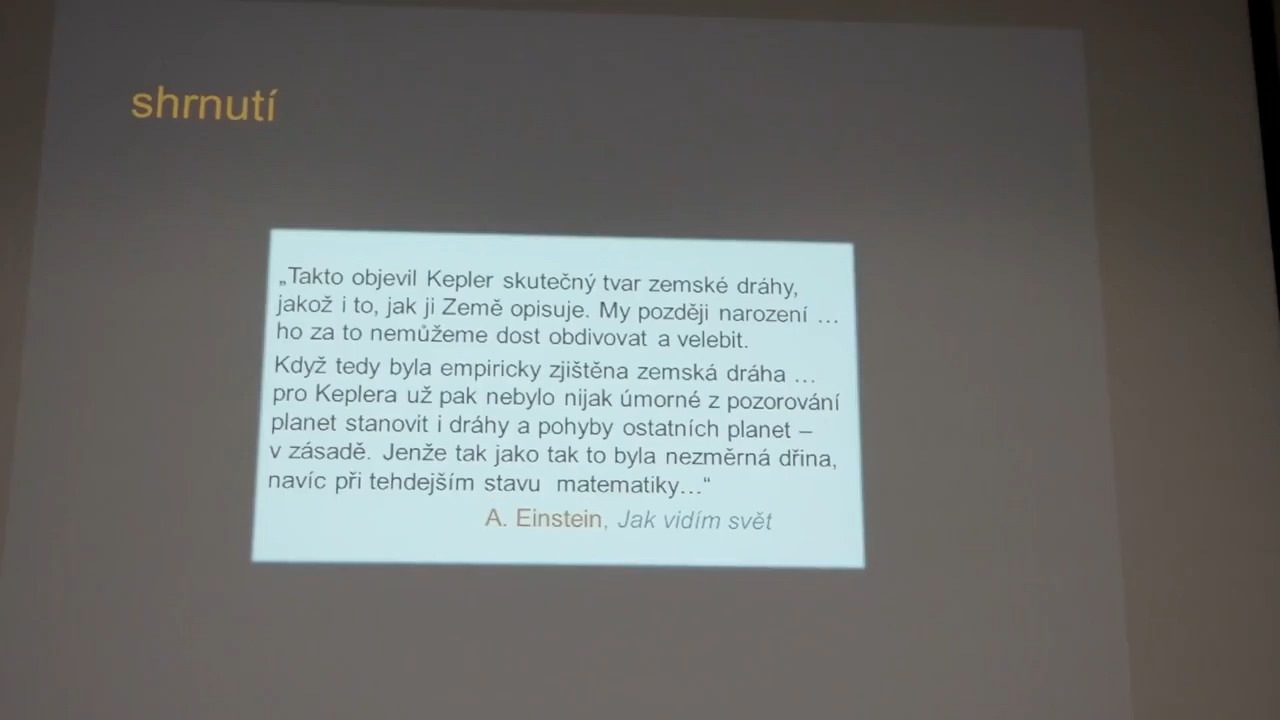 shrnutí
„Takto objevil Kepler skutečný tvar zemské dráhy,
jakož i to, jak ji Země opisuje. My později narození …
ho za to nemůžeme dost obdivovat a velebit.
Když tedy byla empiricky zjištěna zemská dráha …
pro Keplera už pak nebylo nijak úmorné z pozorování
planet stanovit i dráhy a pohyby ostatních planet –
v zásadě. Jenže tak jako tak to byla nezměrná dřina,
navíc při tehdejším stavu  matematiky…“
A. Einstein, Jak vidím svět